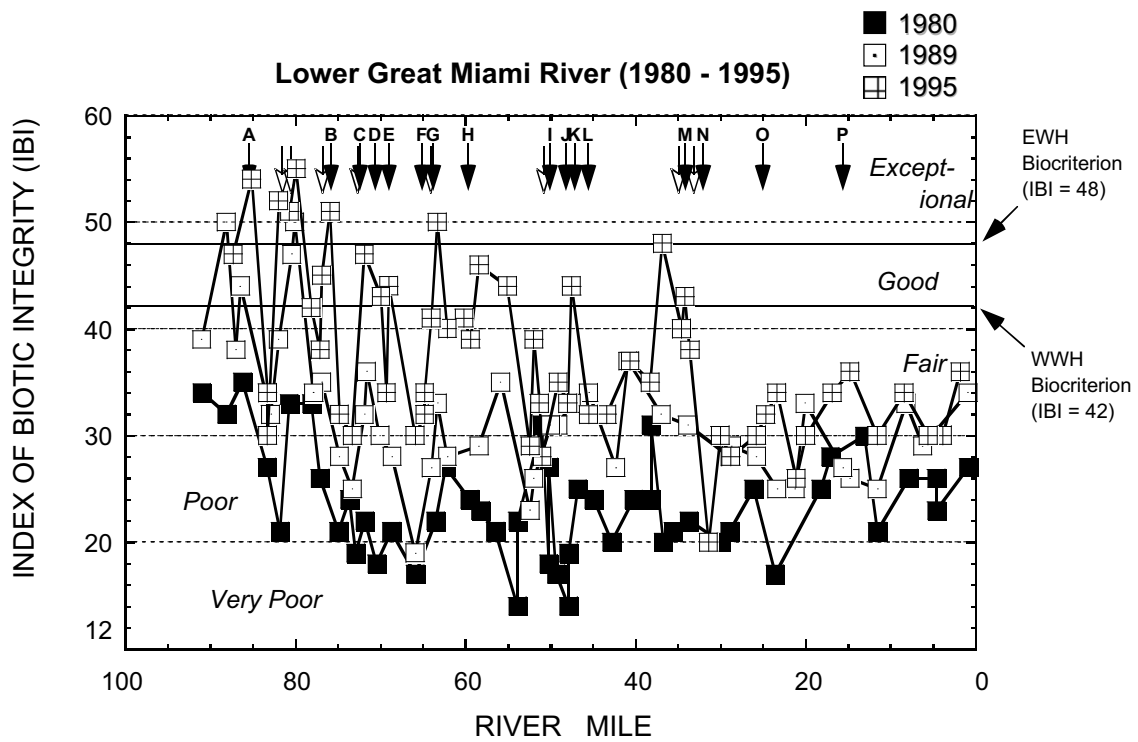 1980
1989
1995
Lower Great Miami River (1980 - 1995)
INDEX OF BIOTIC INTEGRITY (IBI)
60
50
40
30
20
12
A B C D E F G H I J K L M N O P
Except-
ional
Good
Fair
Poor
Very Poor
EWH
Biocriterion
(IBI = 48)
WWH
Biocriterion
(IBI = 42)
100 80 60 40 20 0
RIVER MILE